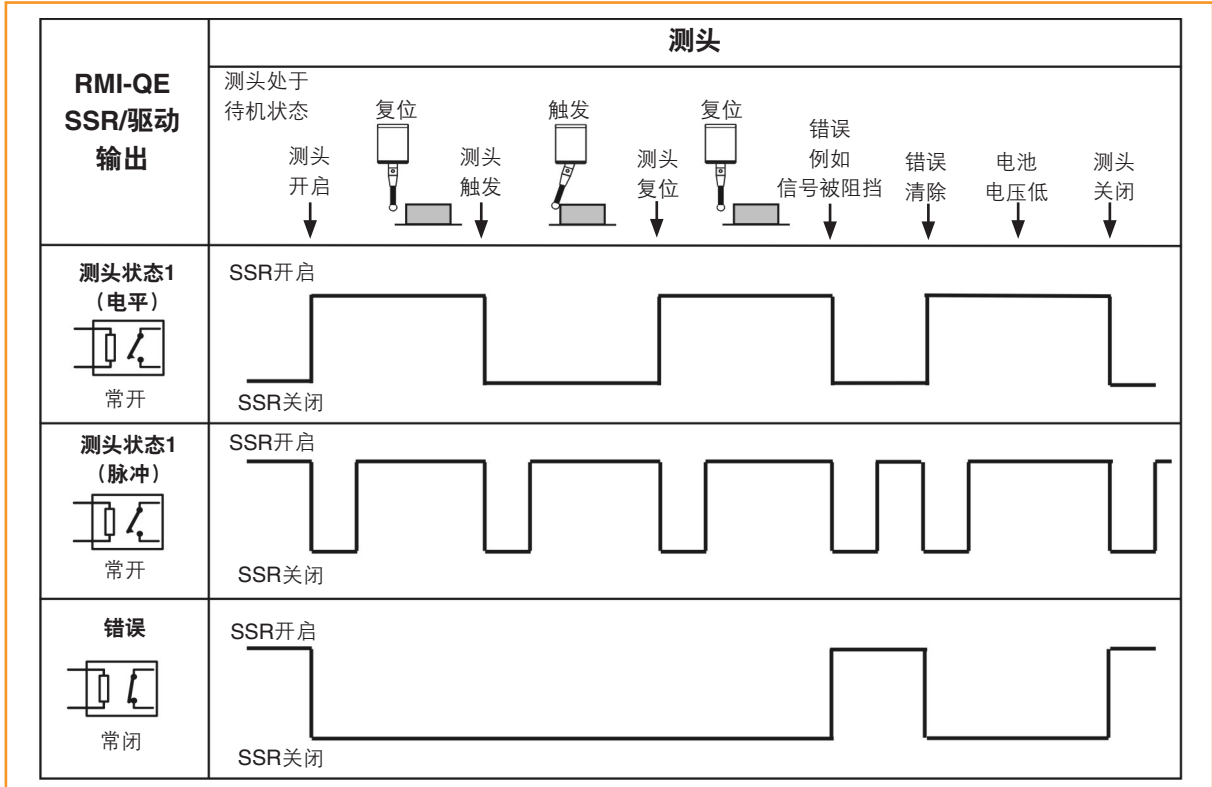 RMI-QE
SSR/驱动
输出
测头
测头处于
待机状态
测头
开启
复位
测头
触发
触发
测头
复位
复位
错误
例如
信号被阻挡
错误
清除
电池
电压低
测头
关闭
测头状态1
（电平）
常开
SSR开启
SSR关闭
测头状态1
（脉冲）
常开
SSR开启
SSR关闭
错误
常闭
SSR开启
SSR关闭